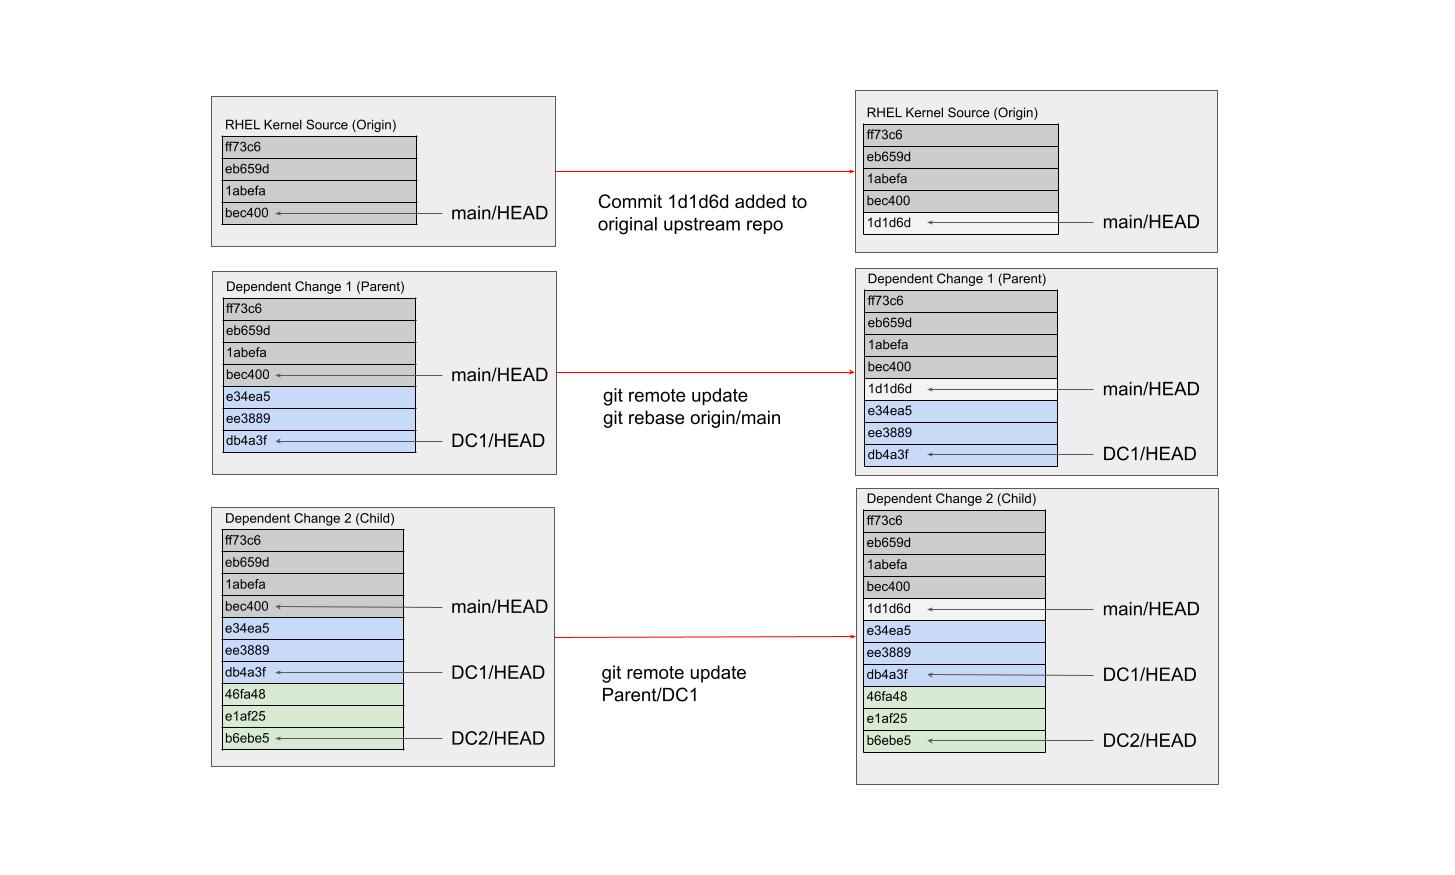 RHEL Kernel Source (Origin)
ff73c6
eb659d
1abefa
bec400
main/HEAD
Commit 1d1d6d added to
original upstream repo
RHEL Kernel Source (Origin)
ff73c6
eb659d
1abefa
bec400
1d1d6d
main/HEAD
Dependent Change 1 (Parent)
ff73c6
eb659d
1abefa
bec400
main/HEAD
e34ea5
ee3889
db4a3f
DC1/HEAD
git remote update
git rebase origin/main
Dependent Change 1 (Parent)
ff73c6
eb659d
1abefa
bec400
1d1d6d
main/HEAD
e34ea5
ee3889
db4a3f
DC1/HEAD
Dependent Change 2 (Child)
ff73c6
eb659d
1abefa
bec400
main/HEAD
e34ea5
ee3889
db4a3f
DC1/HEAD
46fa48
e1af25
b6ebe5
DC2/HEAD
git remote update
Parent/DC1
Dependent Change 2 (Child)
ff73c6
eb659d
1abefa
bec400
1d1d6d
main/HEAD
e34ea5
ee3889
db4a3f
DC1/HEAD
46fa48
e1af25
b6ebe5
DC2/HEAD